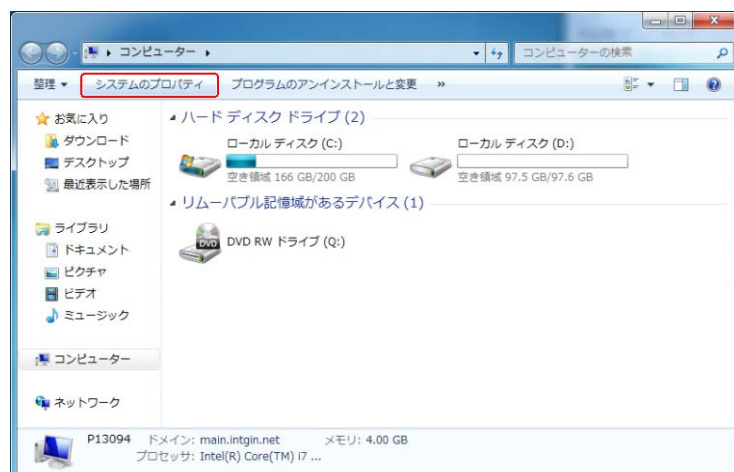 コンピューター
コンピューターの検索
整理 システムのプロパティ プログラムのアンインストールと変更 »
お気に入り
ダウンロード
デスクトップ
最近表示した場所
ライブラリ
ドキュメント
ピクチャ
ビデオ
ミュージック
コンピューター
ネットワーク
ハード ディスク ドライブ (2)
ローカル ディスク (C:)
空き領域 166 GB/200 GB
ローカル ディスク (D:)
空き領域 97.5 GB/97.6 GB
リムーバブル記憶域があるデバイス (1)
DVD
DVD RW ドライブ (Q:)
P13094 ドメイン: main.intgin.net メモリ: 4.00 GB
プロセッサ: Intel(R) Core(TM) i7 ...